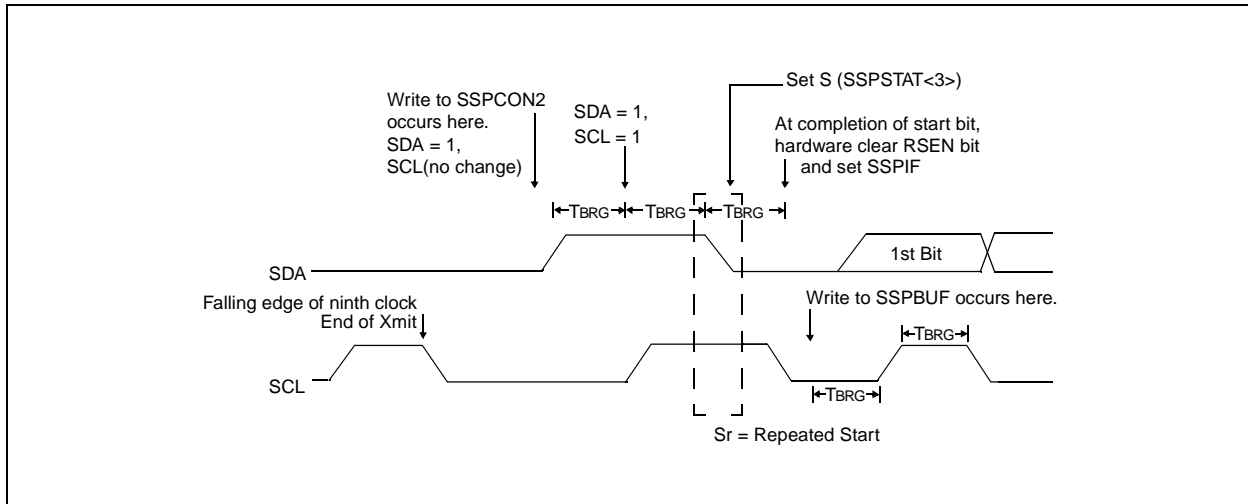 Set S (SSPSTAT<3>)
Write to SSPCON2
occurs here.
SDA = 1,
SCL(no change)
SDA = 1,
SCL = 1
At completion of start bit,
hardware clear RSEN bit
and set SSPIF
TBRG
TBRG
TBRG
SDA
1st Bit
Falling edge of ninth clock
End of Xmit
Write to SSPBUF occurs here.
TBRG
SCL
TBRG
Sr = Repeated Start